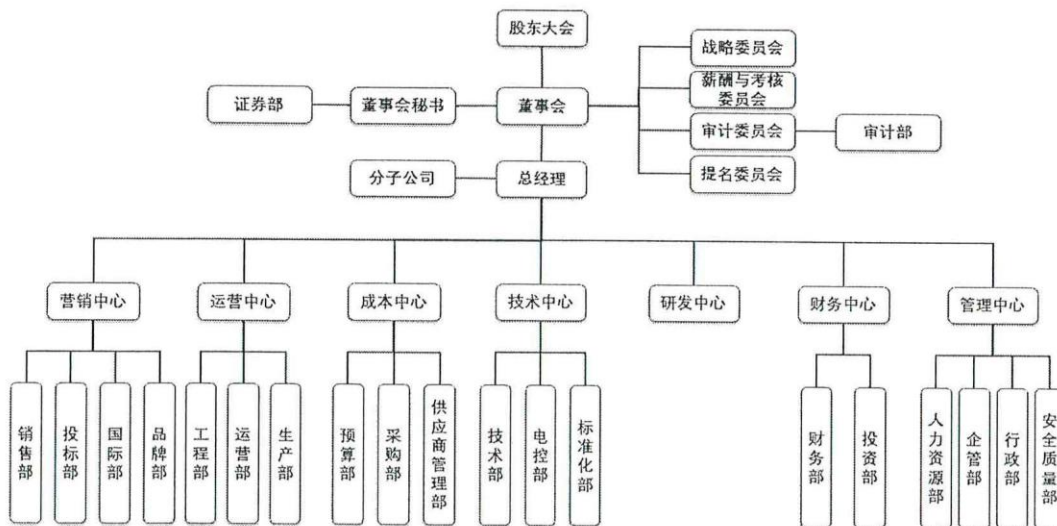 股东大会
战略委员会
薪酬与考核
委员会
证券部
董事会秘书
董事会
审计委员会
审计部
分子公司
总经理
提名委员会
营销中心
运营中心
成本中心
技术中心
研发中心
财务中心
管理中心
销售部
投标部
国际部
品牌部
工程部
运营部
生产部
预算部
采购部
供应商管理部
技术部
电控部
标准化部
财务部
投资部
人力资源部
企管部
行政部
安全质量部